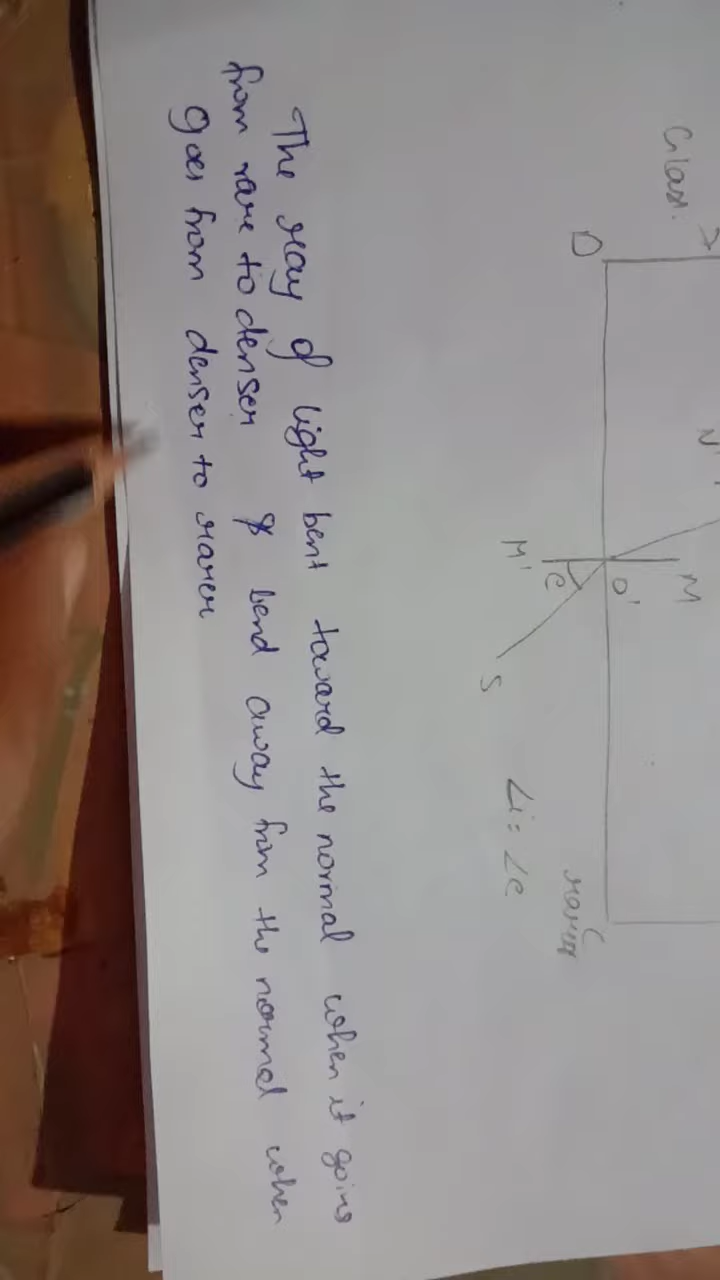 Glass.
D
N'
M
O'
M'
e
S
∠i = ∠e
rarer
C
The ray of light bent toward the normal when it going
from rare to denser & bend away from the normal when
goes from denser to rarer